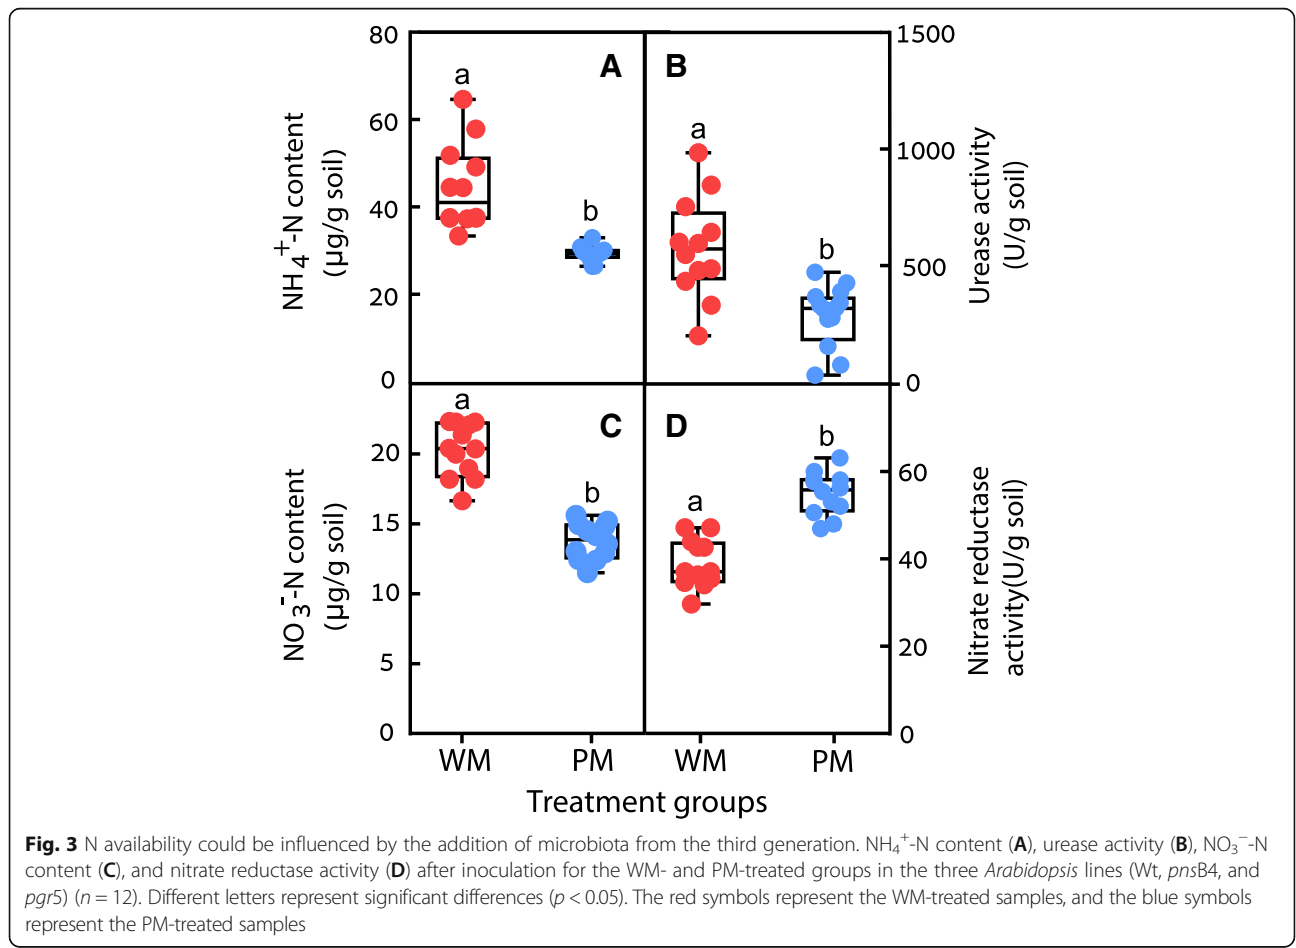 80
60
40
20
0
NH4+-N content
(µg/g soil)
a
b
A
B
a
b
1500
1000
500
0
Urease activity
(U/g soil)
20
15
10
5
0
NO3--N content
(µg/g soil)
a
b
C
D
a
b
60
40
20
0
Nitrate reductase
activity(U/g soil)
WM PM WM PM
Treatment groups
Fig. 3 N availability could be influenced by the addition of microbiota from the third generation. NH4+-N content (A), urease activity (B), NO3−-N
content (C), and nitrate reductase activity (D) after inoculation for the WM- and PM-treated groups in the three Arabidopsis lines (Wt, pnsB4, and
pgr5) (n = 12). Different letters represent significant differences (p < 0.05). The red symbols represent the WM-treated samples, and the blue symbols
represent the PM-treated samples